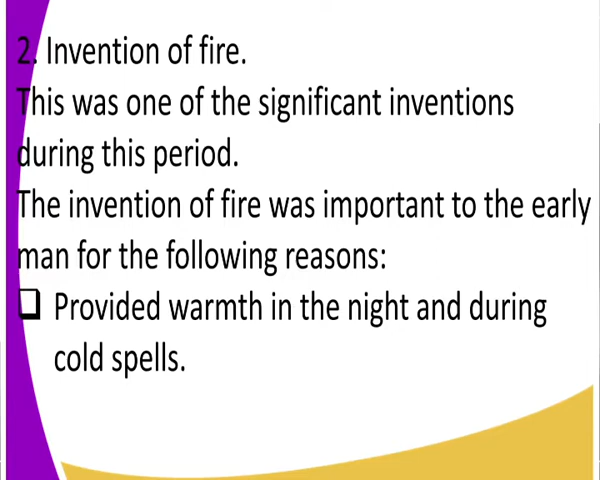 2. Invention of fire.
This was one of the significant inventions
during this period.
The invention of fire was important to the early
man for the following reasons:
❑ Provided warmth in the night and during
cold spells.